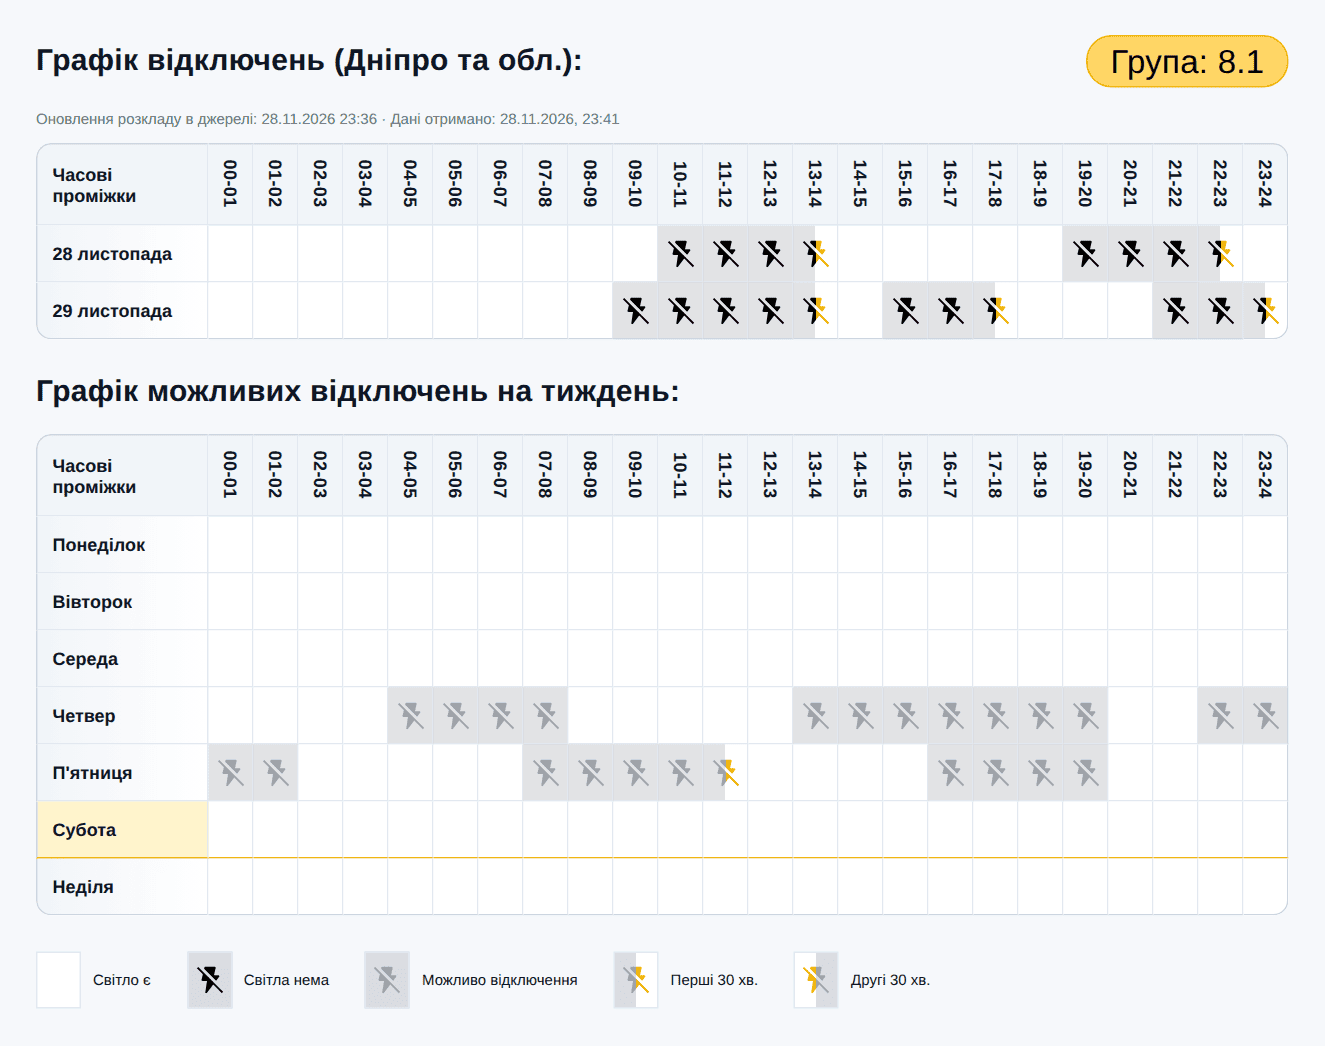 Графік відключень (Дніпро та обл.):
Група: 8.1
Оновлення розкладу в джерелі: 28.11.2026 23:36 · Дані отримано: 28.11.2026, 23:41
Часові проміжки 00-01 01-02 02-03 03-04 04-05 05-06 06-07 07-08 08-09 09-10 10-11 11-12 12-13 13-14 14-15 15-16 16-17 17-18 18-19 19-20 20-21 21-22 22-23 23-24
28 листопада
29 листопада
Графік можливих відключень на тиждень:
Часові проміжки 00-01 01-02 02-03 03-04 04-05 05-06 06-07 07-08 08-09 09-10 10-11 11-12 12-13 13-14 14-15 15-16 16-17 17-18 18-19 19-20 20-21 21-22 22-23 23-24
Понеділок
Вівторок
Середа
Четвер
П'ятниця
Субота
Неділя
Світло є Світла нема Можливо відключення Перші 30 хв. Другі 30 хв.